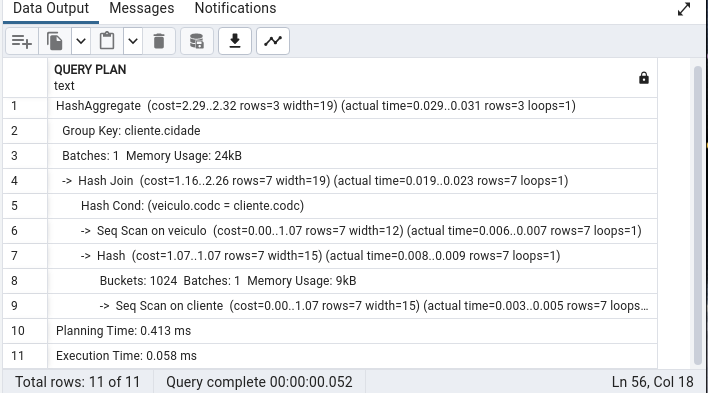 Data Output Messages Notifications
QUERY PLAN
text
1 HashAggregate (cost=2.29..2.32 rows=3 width=19) (actual time=0.029..0.031 rows=3 loops=1)
2 Group Key: cliente.cidade
3 Batches: 1 Memory Usage: 24kB
4 -> Hash Join (cost=1.16..2.26 rows=7 width=19) (actual time=0.019..0.023 rows=7 loops=1)
5 Hash Cond: (veiculo.codc = cliente.codc)
6 -> Seq Scan on veiculo (cost=0.00..1.07 rows=7 width=12) (actual time=0.006..0.007 rows=7 loops=1)
7 -> Hash (cost=1.07..1.07 rows=7 width=15) (actual time=0.008..0.009 rows=7 loops=1)
8 Buckets: 1024 Batches: 1 Memory Usage: 9kB
9 -> Seq Scan on cliente (cost=0.00..1.07 rows=7 width=15) (actual time=0.003..0.005 rows=7 loops...
10 Planning Time: 0.413 ms
11 Execution Time: 0.058 ms
Total rows: 11 of 11 Query complete 00:00:00.052 Ln 56, Col 18